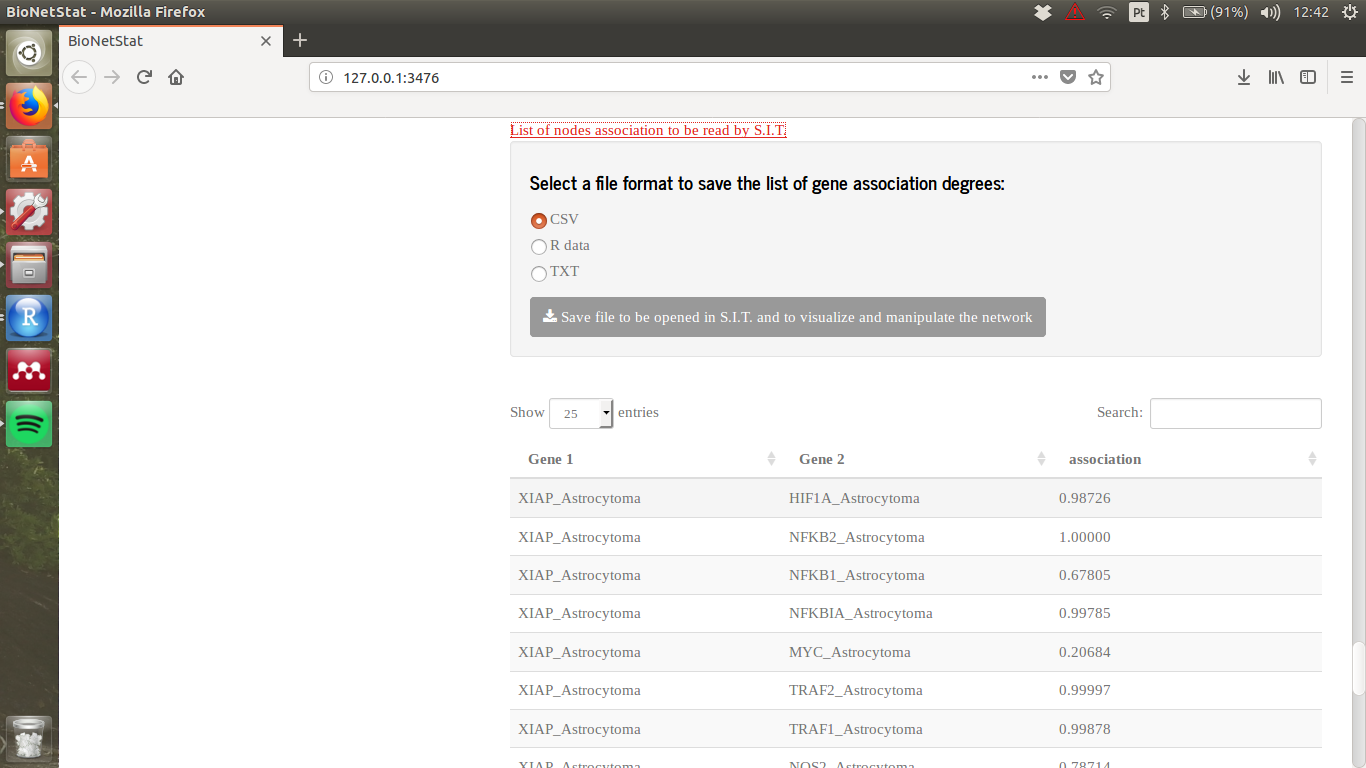 BioNetStat - Mozilla Firefox
Pt
(91%)
12:42
BioNetStat
127.0.0.1:3476
List of nodes association to be read by S.I.T.
Select a file format to save the list of gene association degrees:
CSV
R data
TXT
Save file to be opened in S.I.T. and to visualize and manipulate the network
Show 25 entries
Search:
Gene 1 Gene 2 association
XIAP_Astrocytoma HIF1A_Astrocytoma 0.98726
XIAP_Astrocytoma NFKB2_Astrocytoma 1.00000
XIAP_Astrocytoma NFKB1_Astrocytoma 0.67805
XIAP_Astrocytoma NFKBIA_Astrocytoma 0.99785
XIAP_Astrocytoma MYC_Astrocytoma 0.20684
XIAP_Astrocytoma TRAF2_Astrocytoma 0.99997
XIAP_Astrocytoma TRAF1_Astrocytoma 0.99878
XIAP_Astrocytoma NOS2_Astrocytoma 0.78714